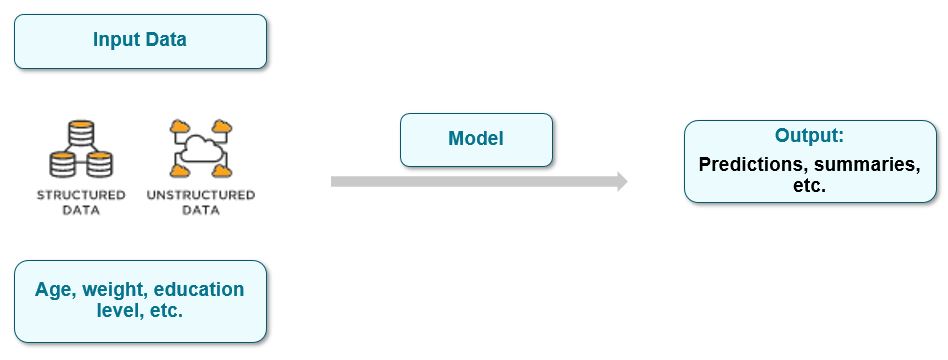 Input Data
STRUCTURED
DATA
UNSTRUCTURED
DATA
Age, weight, education
level, etc.
Model
Output:
Predictions, summaries,
etc.